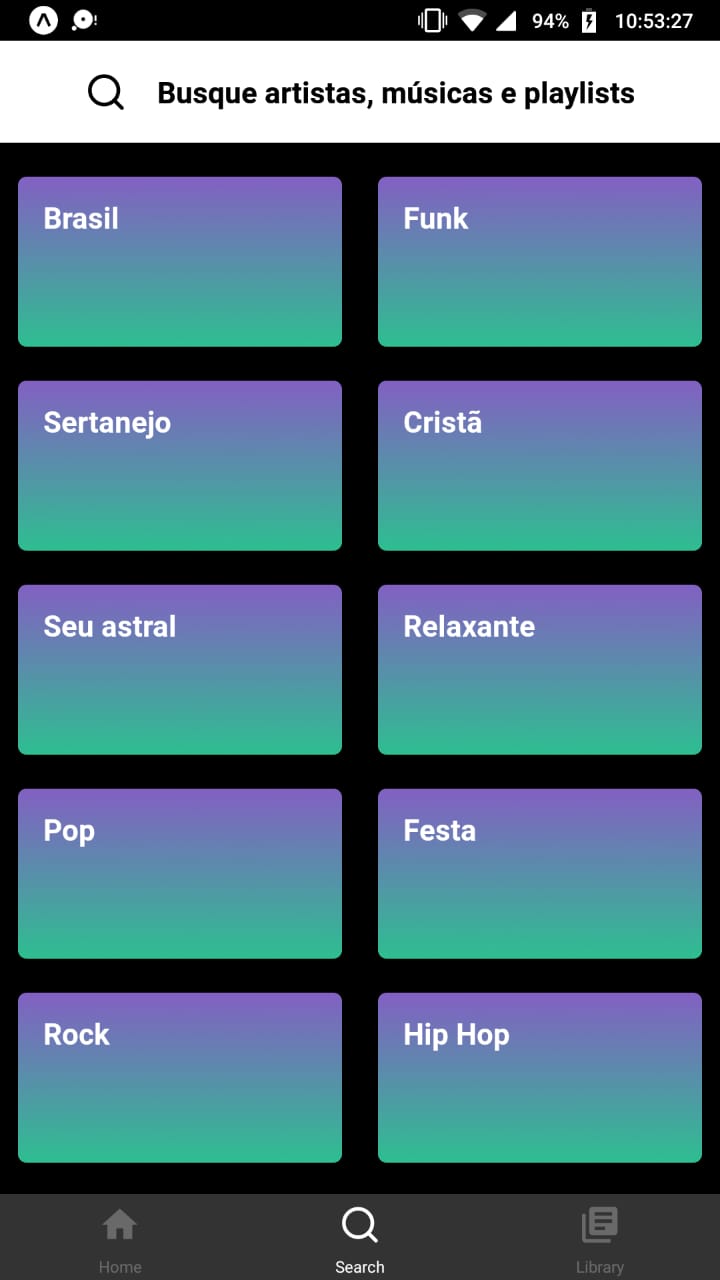 94% 10:53:27
Busque artistas, músicas e playlists
Brasil
Funk
Sertanejo
Cristã
Seu astral
Relaxante
Pop
Festa
Rock
Hip Hop
Home
Search
Library